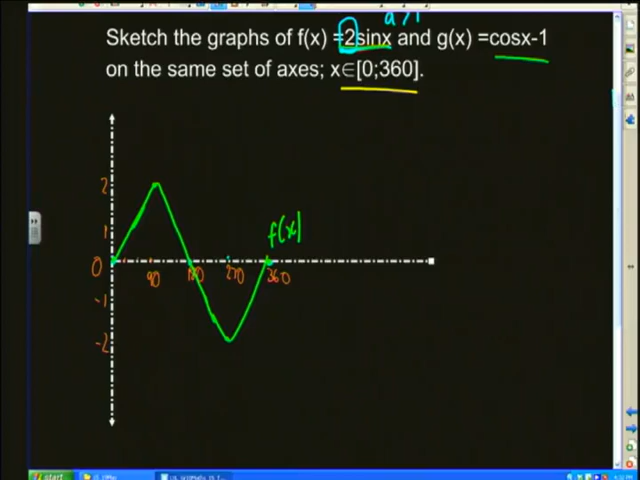 a>1
Sketch the graphs of f(x) =2sinx and g(x) =cosx-1
on the same set of axes; x∈[0;360].
2
1
f(x)
0
90 180 270 360
-1
-2
start